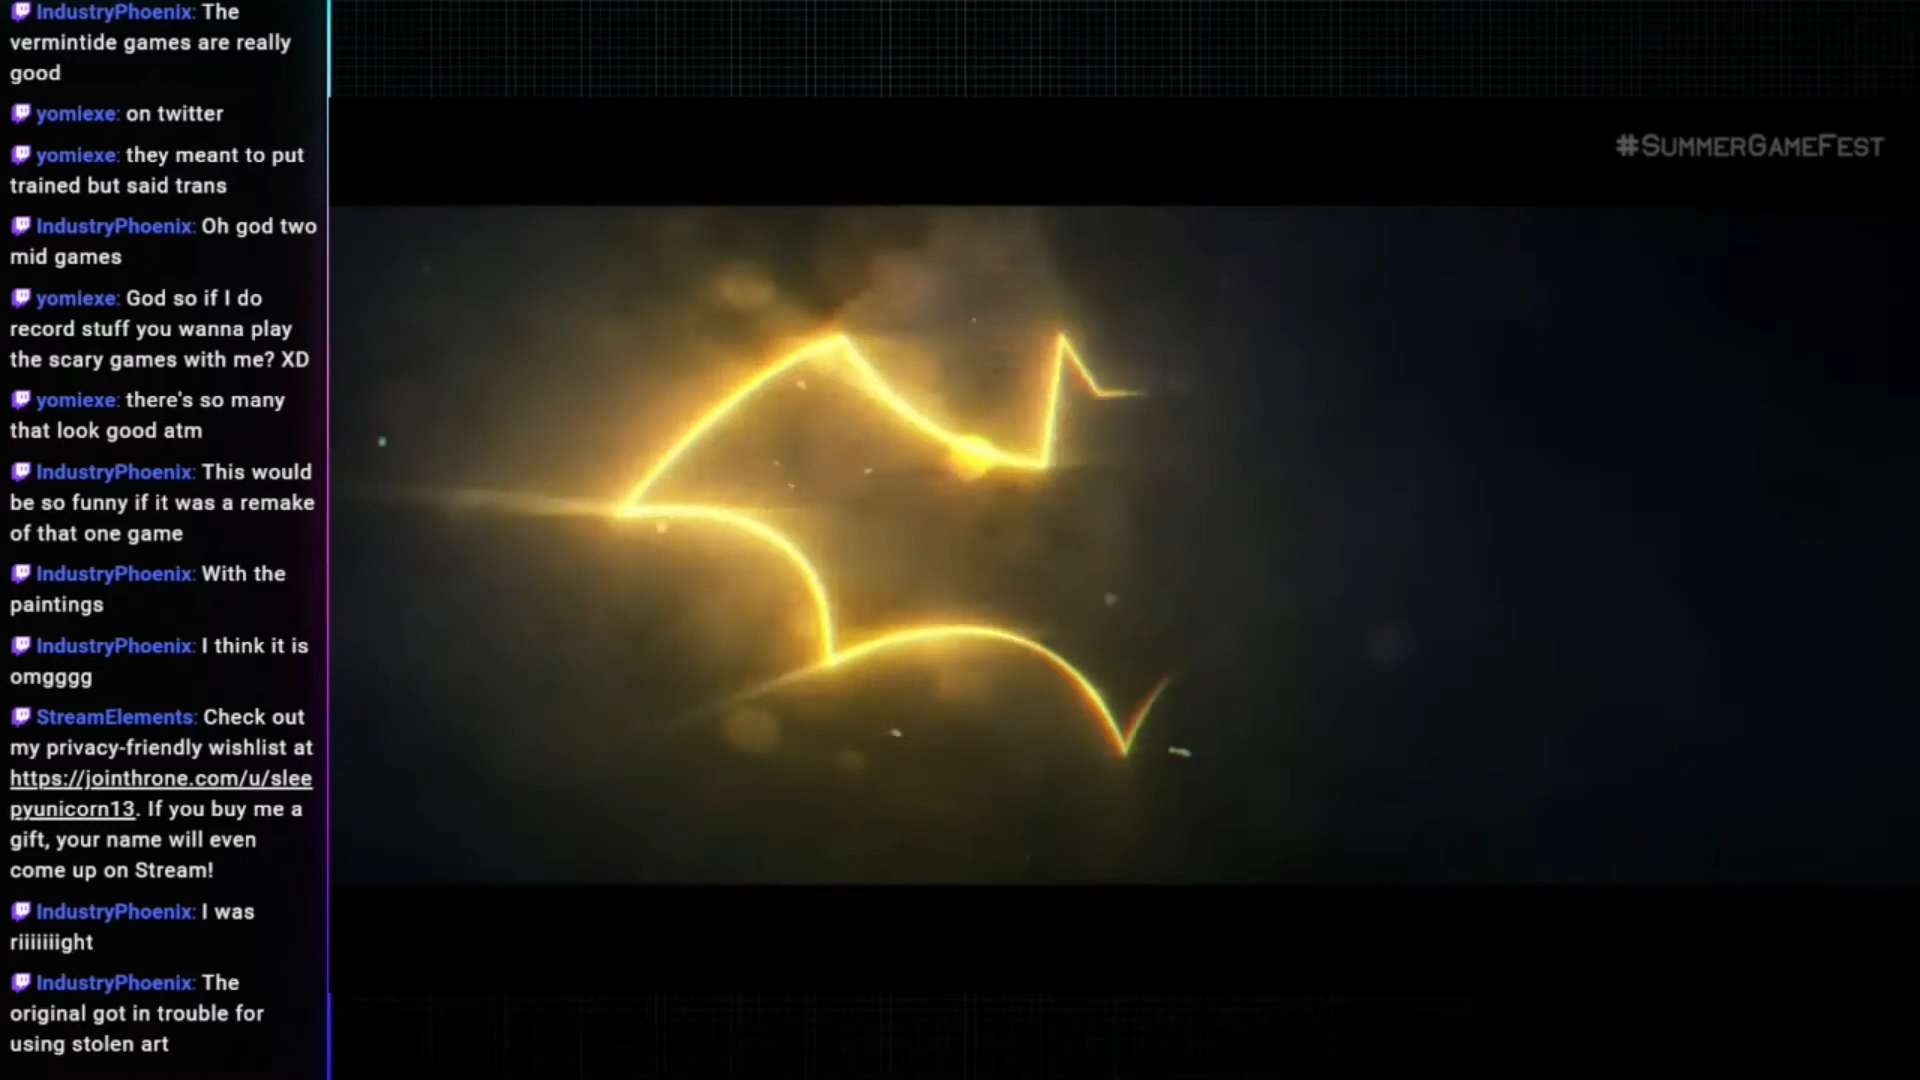 IndustryPhoenix: The
vermintide games are really
good
yomiexe: on twitter
yomiexe: they meant to put
trained but said trans
IndustryPhoenix: Oh god two
mid games
yomiexe: God so if I do
record stuff you wanna play
the scary games with me? XD
yomiexe: there's so many
that look good atm
IndustryPhoenix: This would
be so funny if it was a remake
of that one game
IndustryPhoenix: With the
paintings
IndustryPhoenix: I think it is
omgggg
StreamElements: Check out
my privacy-friendly wishlist at
https://jointhrone.com/u/slee
pyunicorn13. If you buy me a
gift, your name will even
come up on Stream!
IndustryPhoenix: I was
riiiiiiight
IndustryPhoenix: The
original got in trouble for
using stolen art
#SUMMERGAMEFEST